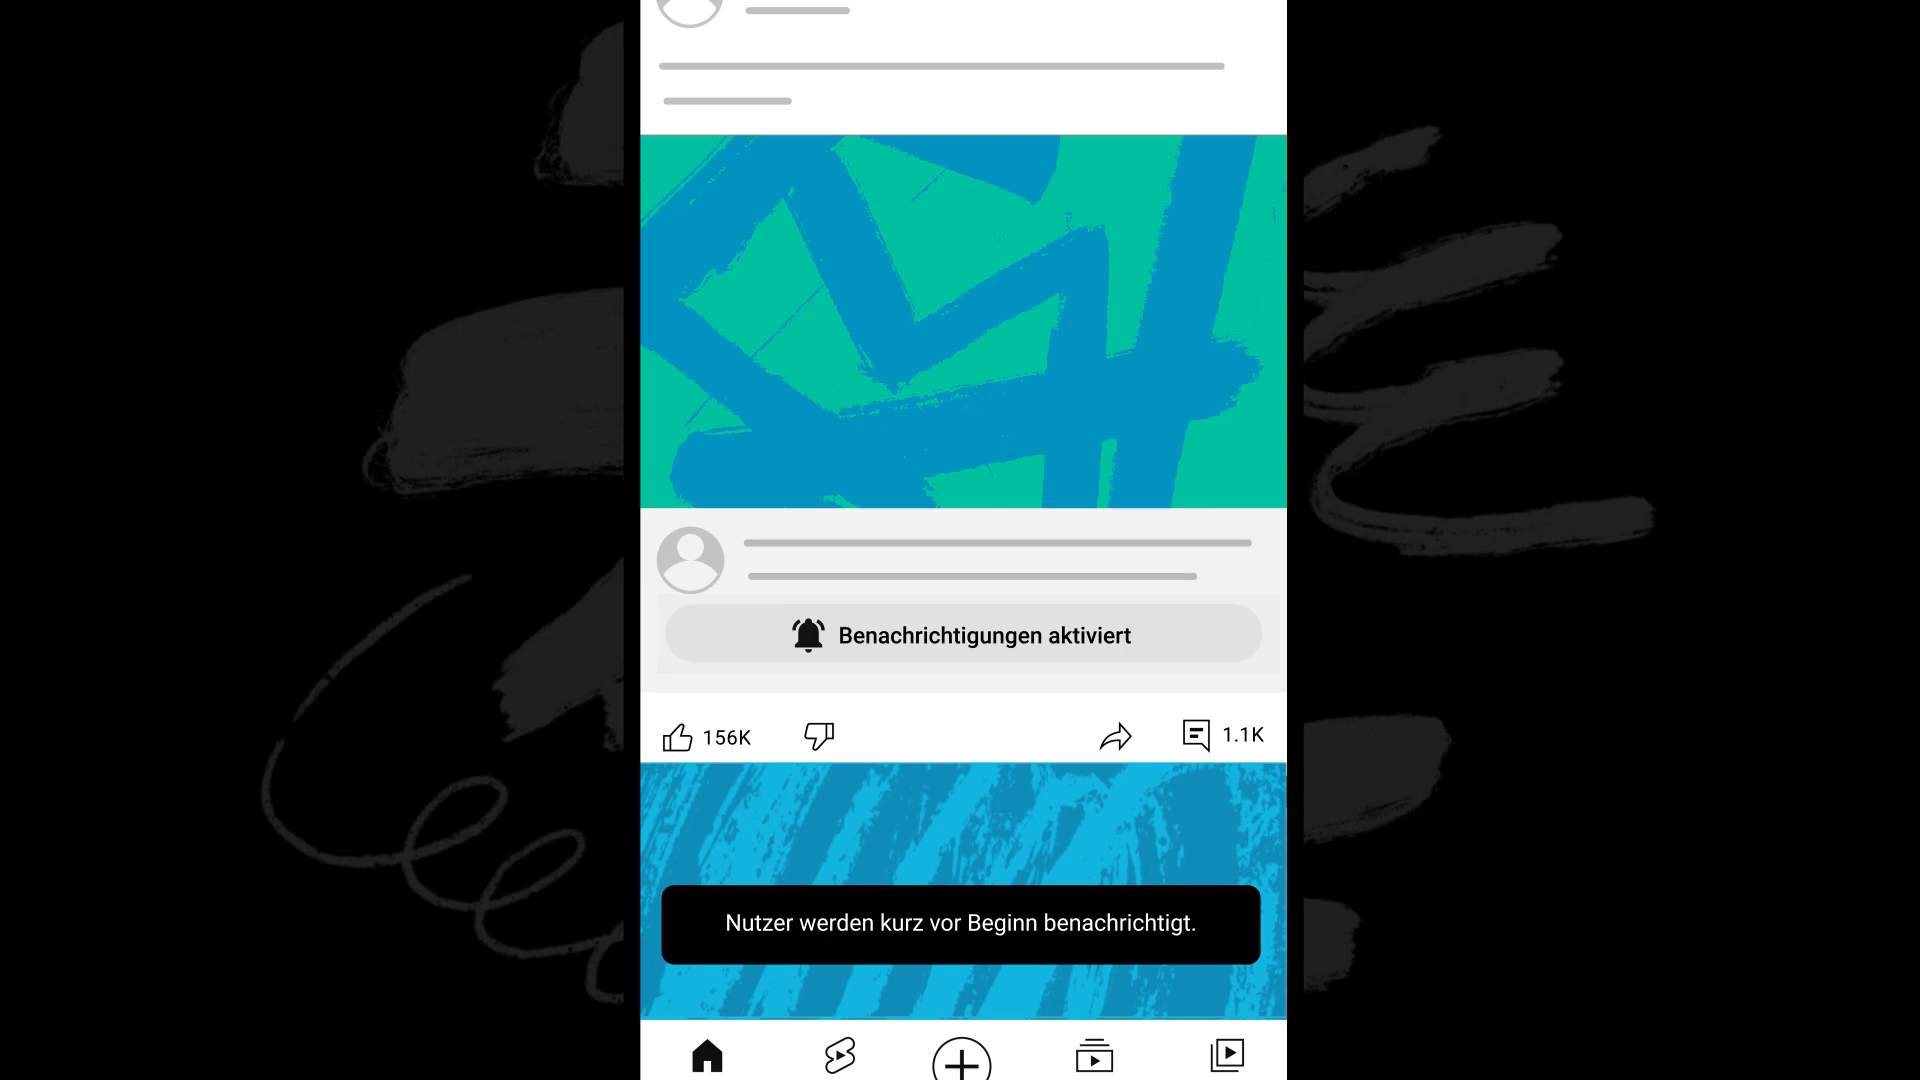 Benachrichtigungen aktiviert
156K
1.1K
Nutzer werden kurz vor Beginn benachrichtigt.